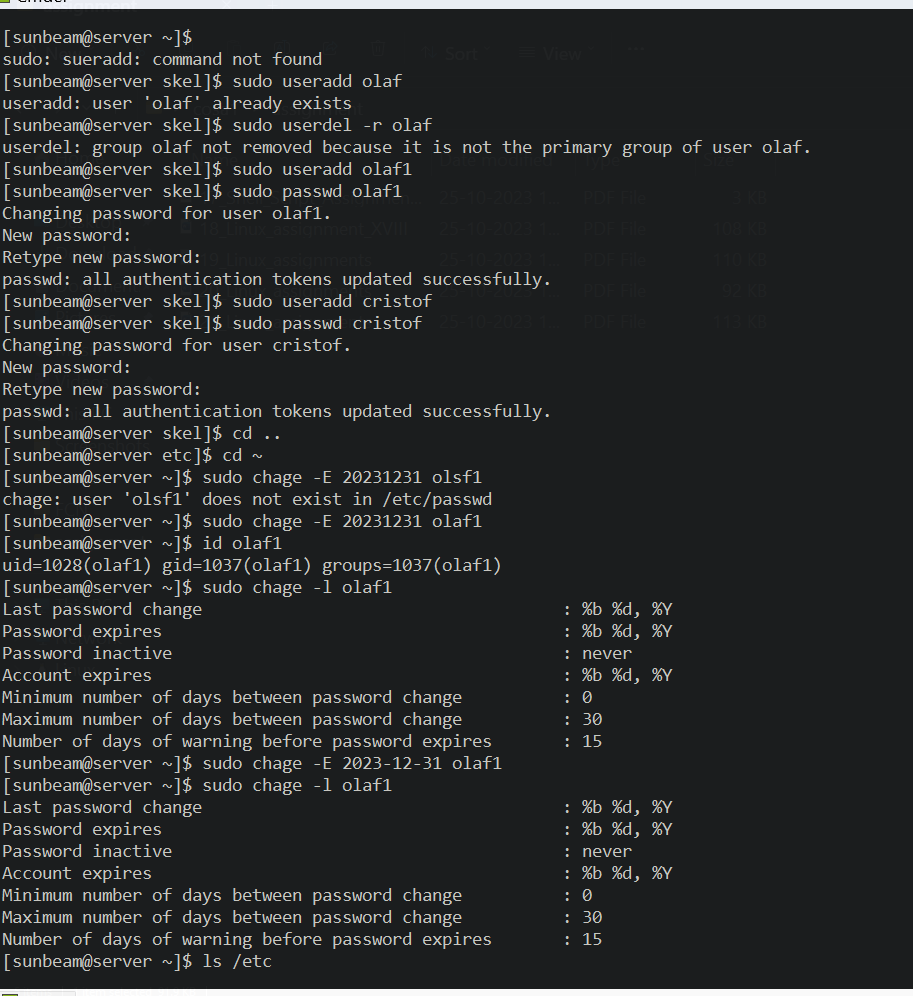 [sunbeam@server ~]$
sudo: sueradd: command not found
[sunbeam@server skel]$ sudo useradd olaf
useradd: user 'olaf' already exists
[sunbeam@server skel]$ sudo userdel -r olaf
userdel: group olaf not removed because it is not the primary group of user olaf.
[sunbeam@server skel]$ sudo useradd olaf1
[sunbeam@server skel]$ sudo passwd olaf1
Changing password for user olaf1.
New password:
Retype new password:
passwd: all authentication tokens updated successfully.
[sunbeam@server skel]$ sudo useradd cristof
[sunbeam@server skel]$ sudo passwd cristof
Changing password for user cristof.
New password:
Retype new password:
passwd: all authentication tokens updated successfully.
[sunbeam@server skel]$ cd ..
[sunbeam@server etc]$ cd ~
[sunbeam@server ~]$ sudo chage -E 20231231 olsf1
chage: user 'olsf1' does not exist in /etc/passwd
[sunbeam@server ~]$ sudo chage -E 20231231 olaf1
[sunbeam@server ~]$ id olaf1
uid=1028(olaf1) gid=1037(olaf1) groups=1037(olaf1)
[sunbeam@server ~]$ sudo chage -l olaf1
Last password change : %b %d, %Y
Password expires : %b %d, %Y
Password inactive : never
Account expires : %b %d, %Y
Minimum number of days between password change : 0
Maximum number of days between password change : 30
Number of days of warning before password expires : 15
[sunbeam@server ~]$ sudo chage -E 2023-12-31 olaf1
[sunbeam@server ~]$ sudo chage -l olaf1
Last password change : %b %d, %Y
Password expires : %b %d, %Y
Password inactive : never
Account expires : %b %d, %Y
Minimum number of days between password change : 0
Maximum number of days between password change : 30
Number of days of warning before password expires : 15
[sunbeam@server ~]$ ls /etc